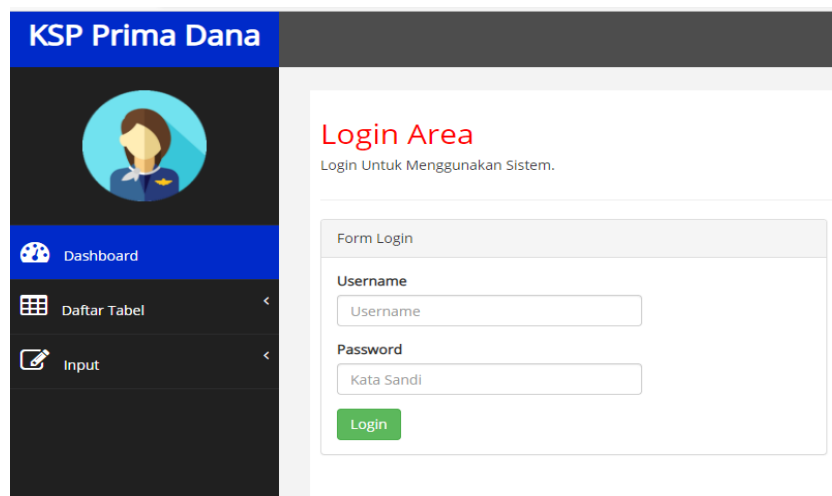 KSP Prima Dana
Dashboard
Daftar Tabel
Input
Login Area
Login Untuk Menggunakan Sistem.
Form Login
Username
Username
Password
Kata Sandi
Login